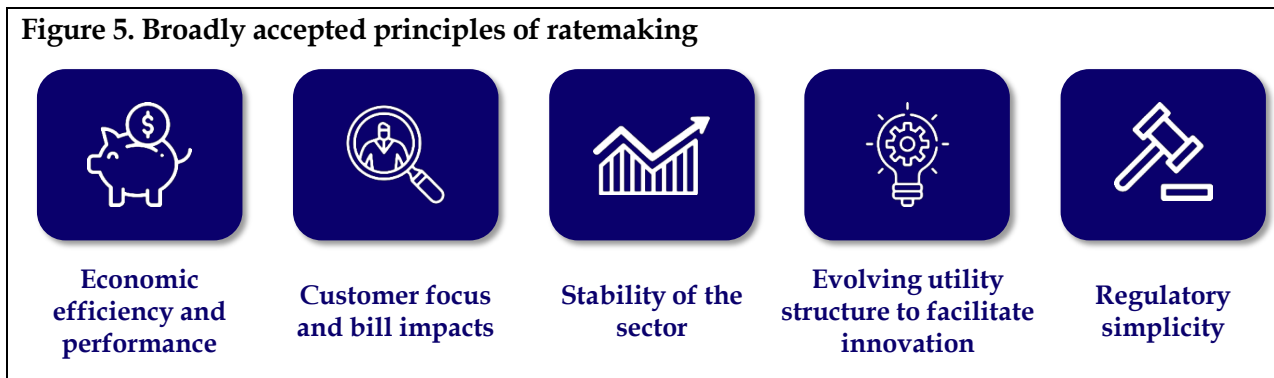 Figure 5. Broadly accepted principles of ratemaking
$
Economic
efficiency and
performance
Customer focus
and bill impacts
Stability of the
sector
Evolving utility
structure to facilitate
innovation
Regulatory
simplicity